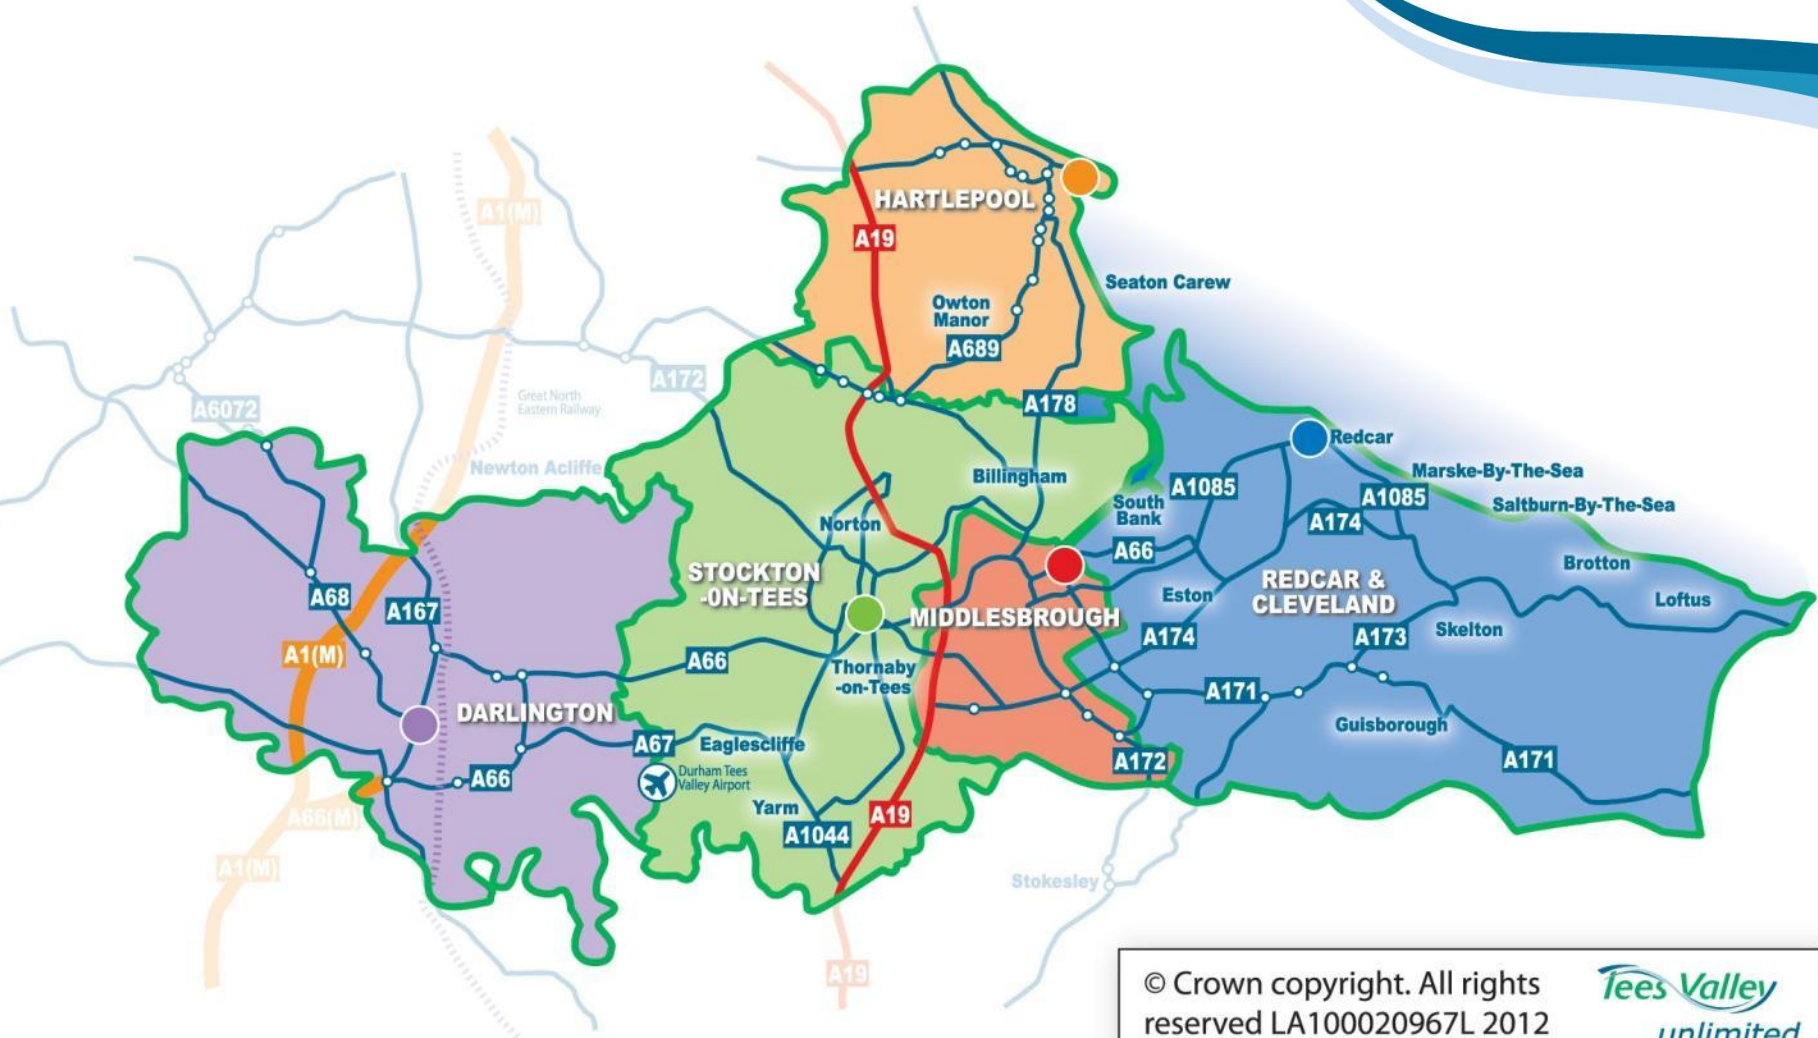 A1(M)
HARTLEPOOL
A19
Seaton Carew
Owton
Manor
A689
A172
Great North
Eastern Railway
A6072
A178
Redcar
Newton Acliffe
Billingham
Marske-By-The-Sea
A1085
A1085
South
Bank
Saltburn-By-The-Sea
Norton
A174
A66
Brotton
STOCKTON
-ON-TEES
REDCAR &
CLEVELAND
A68
A167
Eston
Loftus
MIDDLESBROUGH
A174
A173
Skelton
A1(M)
A66
Thornaby
-on-Tees
A171
DARLINGTON
Guisborough
A67
Eaglescliffe
A172
A171
A66
Durham Tees
Valley Airport
Yarm
A19
A66(M)
A1044
A1(M)
Stokesley
A19
© Crown copyright. All rights
reserved LA100020967L 2012
Tees Valley
unlimited